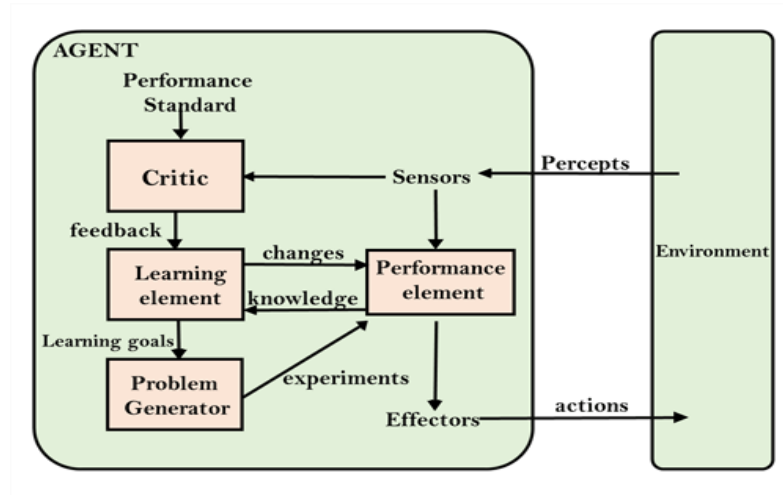 AGENT
Performance
Standard
Critic
Sensors
Percepts
feedback
changes
Learning
element
Performance
element
Environment
knowledge
Learning goals
Problem
Generator
experiments
Effectors
actions